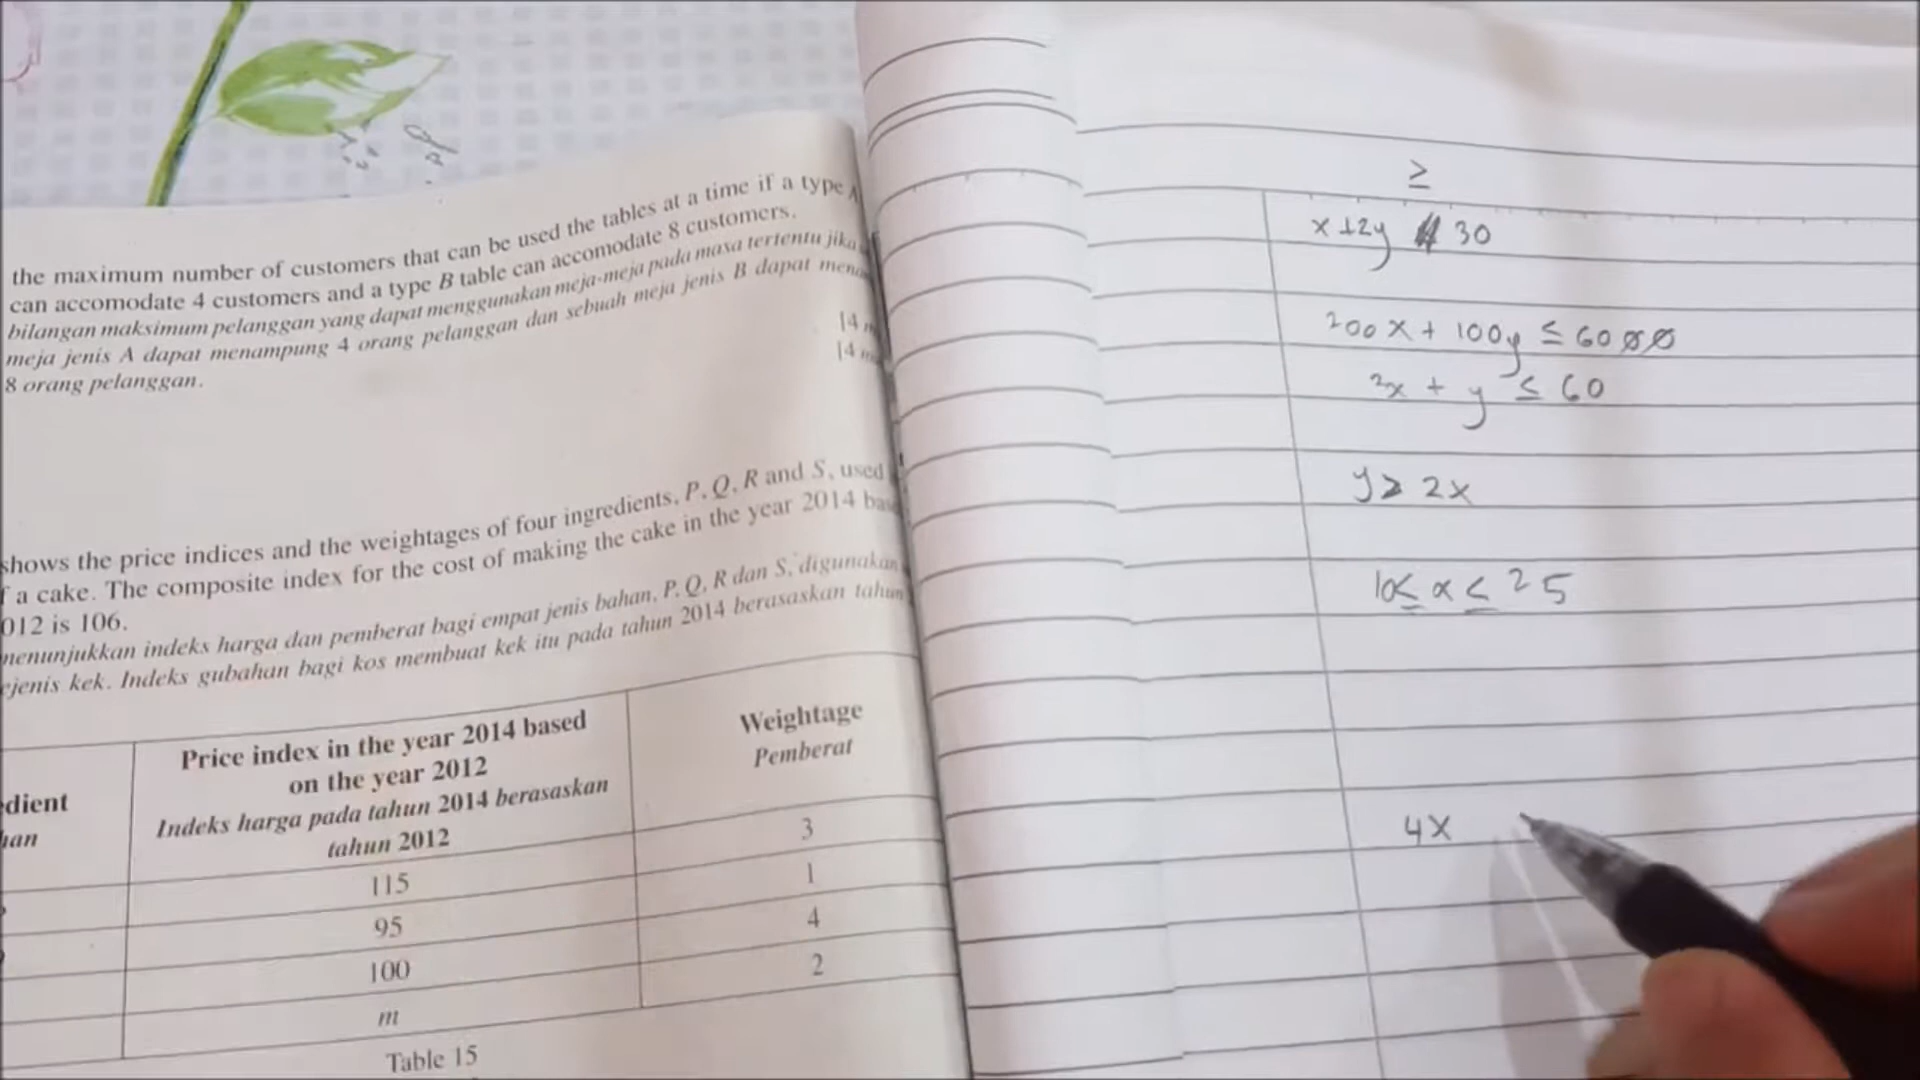 the maximum number of customers that can be used the tables at a time if a type A
can accomodate 4 customers and a type B table can accomodate 8 customers.
bilangan maksimum pelanggan yang dapat menggunakan meja-meja pada masa tertentu jika
meja jenis A dapat menampung 4 orang pelanggan dan sebuah meja jenis B dapat
8 orang pelanggan.
[4
[4
shows the price indices and the weightages of four ingredients, P, Q, R and S, used
f a cake. The composite index for the cost of making the cake in the year 2014
012 is 106.
menunjukkan indeks harga dan pemberat bagi empat jenis bahan, P, Q, R dan S, digunakan
ejenis kek. Indeks gubahan bagi kos membuat kek itu pada tahun 2014 berasaskan tahun
dient
han
Price index in the year 2014 based
on the year 2012
Indeks harga pada tahun 2014 berasaskan
tahun 2012
Weightage
Pemberat
115 3
95 1
100 4
m 2
Table 15
≥
x+2y 30
200x + 100y ≤ 6000
2x + y ≤ 60
y ≥ 2x
10 ≤ x ≤ 25
4x